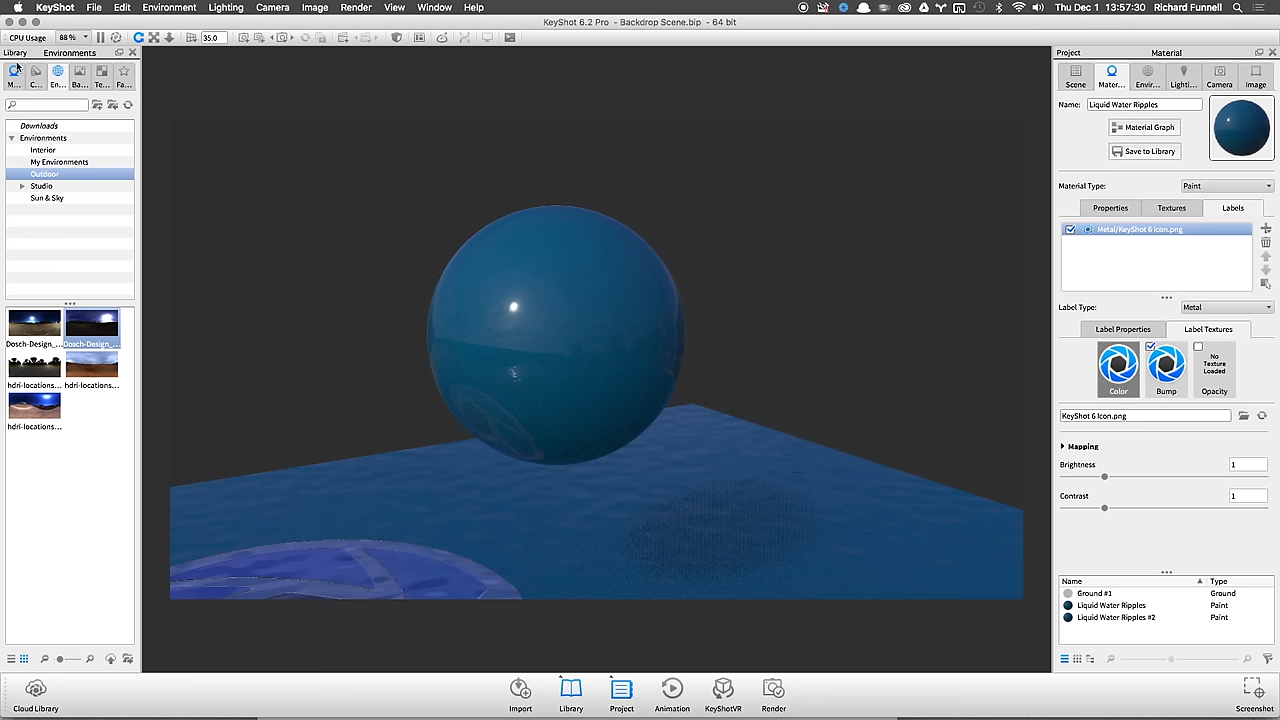 KeyShot File Edit Environment Lighting Camera Image Render View Window Help Thu Dec 1 13:57:30 Richard Funnell
KeyShot 6.2 Pro - Backdrop Scene.bip - 64 bit
CPU Usage 88 % 35.0
Library Environments
M... C... En... Ba... Te... Fa...
Downloads
Environments
Interior
My Environments
Outdoor
Studio
Sun & Sky
Dosch-Design_... Dosch-Design_...
hdri-locations... hdri-locations...
hdri-locations...
Cloud Library
Import Library Project Animation KeyShotVR Render
Screenshot
Project Material
Scene Mater... Envir... Lighti... Camera Image
Name: Liquid Water Ripples
Material Graph
Save to Library
Material Type: Paint
Properties Textures Labels
Metal/KeyShot 6 Icon.png
Label Type: Metal
Label Properties Label Textures
No
Texture
Loaded
Color Bump Opacity
KeyShot 6 Icon.png
Mapping
Brightness 1
Contrast 1
Name Type
Ground #1 Ground
Liquid Water Ripples Paint
Liquid Water Ripples #2 Paint